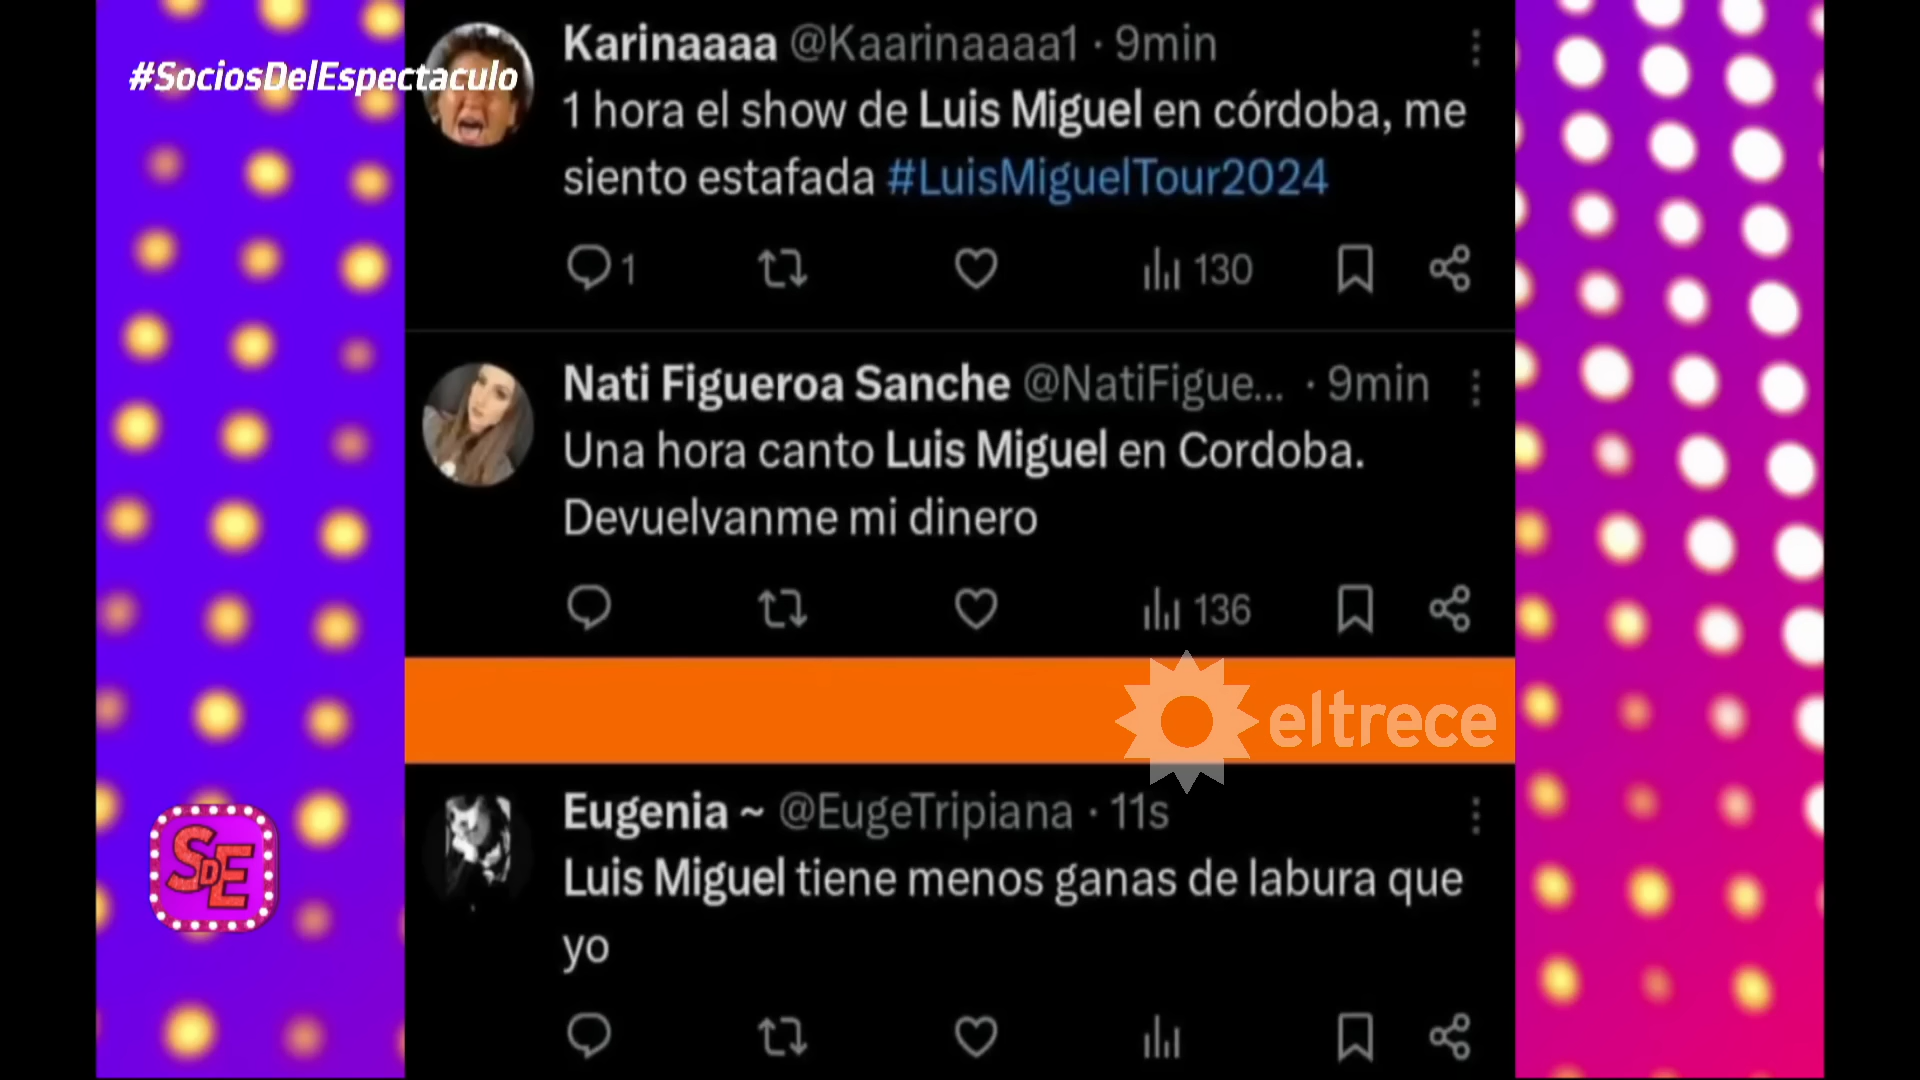 #SociosDelEspectaculo
Karinaaaa @Kaarinaaaa1 · 9min
1 hora el show de Luis Miguel en córdoba, me
siento estafada #LuisMiguelTour2024
1 130
Nati Figueroa Sanche @NatiFigue... · 9min
Una hora canto Luis Miguel en Cordoba.
Devuelvanme mi dinero
136
eltrece
Eugenia ~ @EugeTripiana · 11s
Luis Miguel tiene menos ganas de labura que
yo
SDE